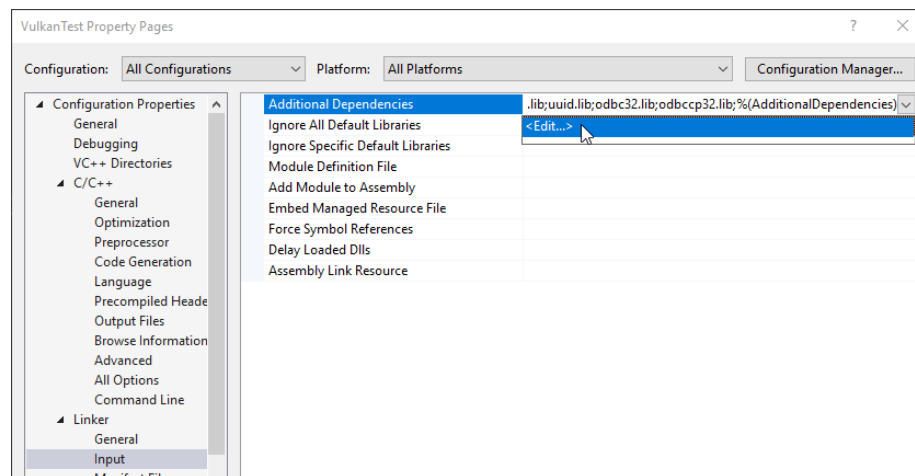 VulkanTest Property Pages
?
Configuration: All Configurations Platform: All Platforms Configuration Manager...
Configuration Properties
General
Debugging
VC++ Directories
C/C++
General
Optimization
Preprocessor
Code Generation
Language
Precompiled Heade
Output Files
Browse Information
Advanced
All Options
Command Line
Linker
General
Input
Additional Dependencies .lib;uuid.lib;odbc32.lib;odbccp32.lib;%(AdditionalDependencies)
<Edit...>
Ignore All Default Libraries
Ignore Specific Default Libraries
Module Definition File
Add Module to Assembly
Embed Managed Resource File
Force Symbol References
Delay Loaded Dlls
Assembly Link Resource